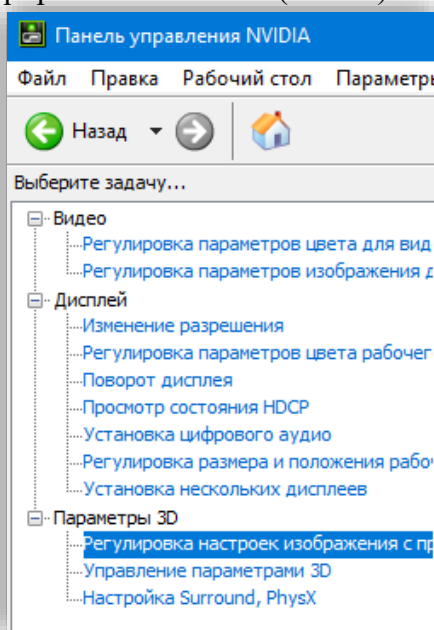 Панель управления NVIDIA
Файл Правка Рабочий стол Параметры
Назад
Выберите задачу...
Видео
Регулировка параметров цвета для вид
Регулировка параметров изображения д
Дисплей
Изменение разрешения
Регулировка параметров цвета рабочег
Поворот дисплея
Просмотр состояния HDCP
Установка цифрового аудио
Регулировка размера и положения рабоч
Установка нескольких дисплеев
Параметры 3D
Регулировка настроек изображения с пр
Управление параметрами 3D
Настройка Surround, PhysX